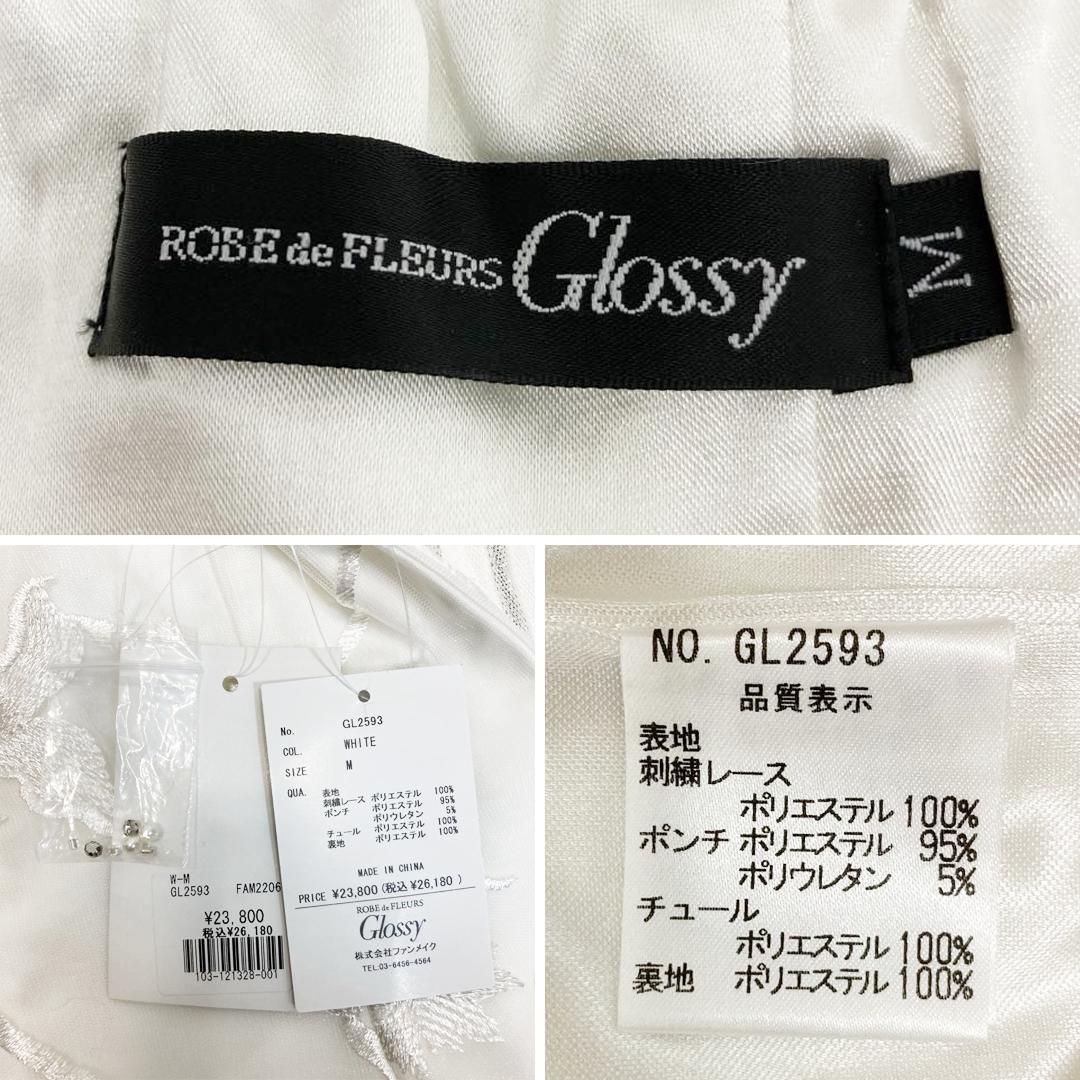 ROBE de FLEURS Glossy
M
W-M
GL2593 FAM2206
¥23,800
税込¥26,180
103-121328-001
No. GL2593
COL. WHITE
SIZE M
QUA. 表地
刺繍レース ポリエステル 100%
ポンチ ポリエステル 95%
ポリウレタン 5%
チュール ポリエステル 100%
裏地 ポリエステル 100%
MADE IN CHINA
PRICE ¥23,800(税込¥26,180)
ROBE de FLEURS
Glossy
株式会社ファンメイク
TEL.03-6456-4564
NO. GL2593
品質表示
表地
刺繍レース
ポリエステル 100%
ポンチ ポリエステル 95%
ポリウレタン 5%
チュール
ポリエステル 100%
裏地 ポリエステル 100%